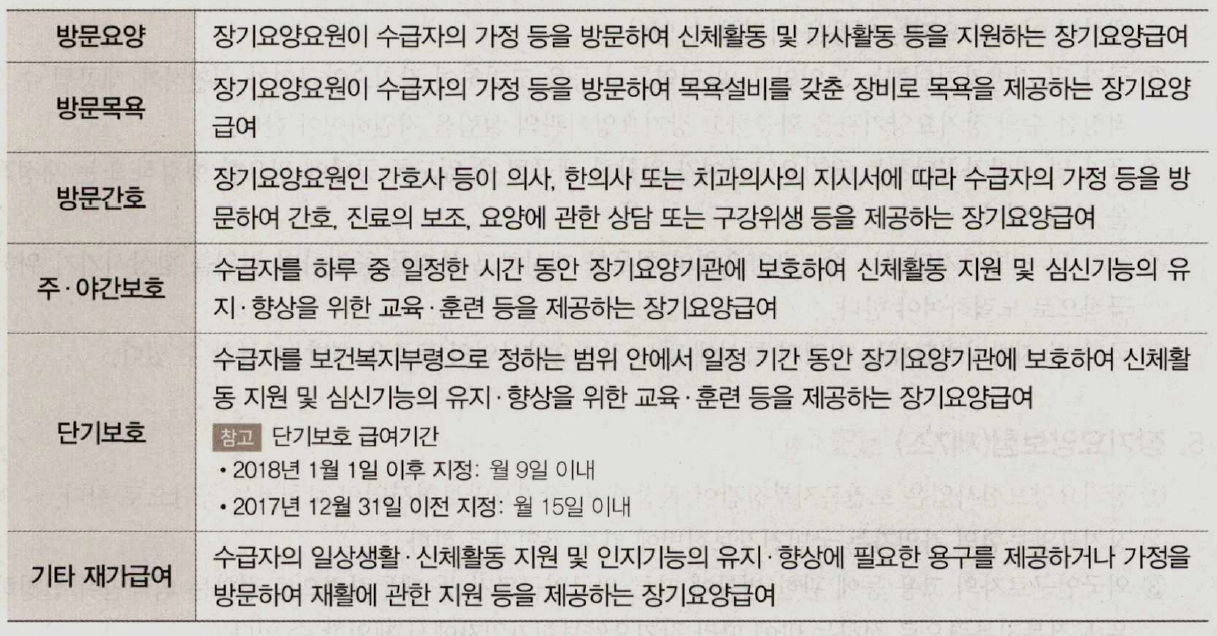 방문요양
장기요양요원이 수급자의 가정 등을 방문하여 신체활동 및 가사활동 등을 지원하는 장기요양급여
방문목욕
장기요양요원이 수급자의 가정 등을 방문하여 목욕설비를 갖춘 장비로 목욕을 제공하는 장기요양
급여
방문간호
장기요양요원인 간호사 등이 의사, 한의사 또는 치과의사의 지시서에 따라 수급자의 가정 등을 방
문하여 간호, 진료의 보조, 요양에 관한 상담 또는 구강위생 등을 제공하는 장기요양급여
주·야간보호
수급자를 하루 중 일정한 시간 동안 장기요양기관에 보호하여 신체활동 지원 및 심신기능의 유
지·향상을 위한 교육·훈련 등을 제공하는 장기요양급여
단기보호
수급자를 보건복지부령으로 정하는 범위 안에서 일정 기간 동안 장기요양기관에 보호하여 신체활
동 지원 및 심신기능의 유지·향상을 위한 교육·훈련 등을 제공하는 장기요양급여
참고 단기보호 급여기간
• 2018년 1월 1일 이후 지정: 월 9일 이내
• 2017년 12월 31일 이전 지정: 월 15일 이내
기타 재가급여
수급자의 일상생활·신체활동 지원 및 인지기능의 유지·향상에 필요한 용구를 제공하거나 가정을
방문하여 재활에 관한 지원 등을 제공하는 장기요양급여